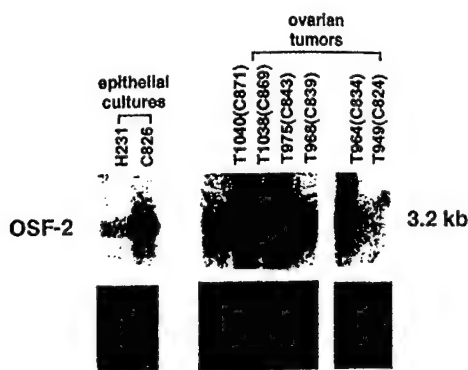 ovarian
tumors
epithelial
cultures
H231
C826
T1040(C871)
T1038(C869)
T975(C843)
T968(C839)
T964(C834)
T949(C824)
OSF-2
3.2 kb